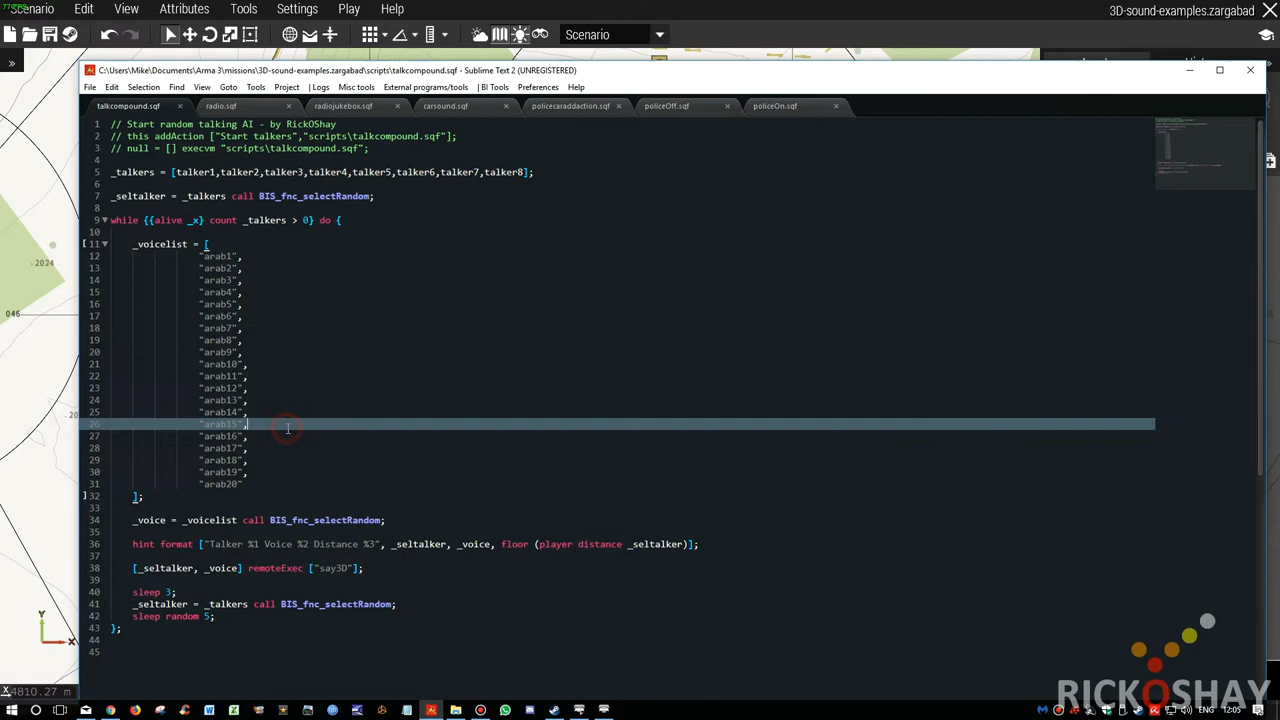 77 FPS
Scenario Edit View Attributes Tools Settings Play Help
3D-sound-examples.zargabad
Scenario
C:\Users\Mike\Documents\Arma 3\missions\3D-sound-examples.zargabad\scripts\talkcompound.sqf - Sublime Text 2 (UNREGISTERED)
File Edit Selection Find View Goto Tools Project | Logs Misc tools External programs/tools | BI Tools Preferences Help
talkcompound.sqf radio.sqf radiojukebox.sqf carsound.sqf policecaraddaction.sqf policeOff.sqf policeOn.sqf
1 // Start random talking AI - by RickOShay
2 // this addAction ["Start talkers","scripts\talkcompound.sqf"];
3 // null = [] execvm "scripts\talkcompound.sqf";
4
5 _talkers = [talker1,talker2,talker3,talker4,talker5,talker6,talker7,talker8];
6
7 _seltalker = _talkers call BIS_fnc_selectRandom;
8
9 while {{alive _x} count _talkers > 0} do {
10
11 _voicelist = [
12 "arab1",
13 "arab2",
14 "arab3",
15 "arab4",
16 "arab5",
17 "arab6",
18 "arab7",
19 "arab8",
20 "arab9",
21 "arab10",
22 "arab11",
23 "arab12",
24 "arab13",
25 "arab14",
26 "arab15",
27 "arab16",
28 "arab17",
29 "arab18",
30 "arab19",
31 "arab20"
32 ];
33
34 _voice = _voicelist call BIS_fnc_selectRandom;
35
36 hint format ["Talker %1 Voice %2 Distance %3", _seltalker, _voice, floor (player distance _seltalker)];
37
38 [_seltalker, _voice] remoteExec ["say3D"];
39
40 sleep 3;
41 _seltalker = _talkers call BIS_fnc_selectRandom;
42 sleep random 5;
43 };
44
45
2024
046
20
Y
X
4810.27 m
RICKOSHAY
ENG 12:05